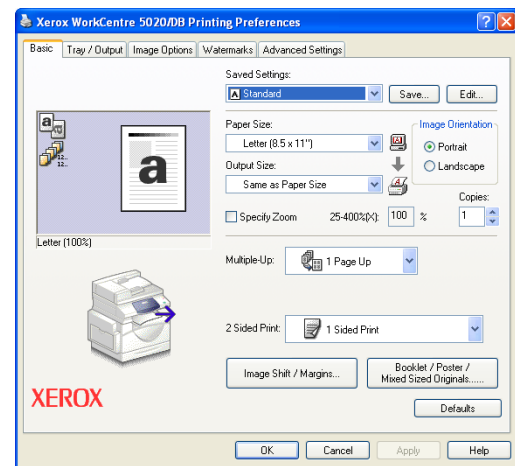 Xerox WorkCentre 5020/DB Printing Preferences
Basic Tray / Output Image Options Watermarks Advanced Settings
Saved Settings:
A Standard Save... Edit...
Paper Size: Image Orientation
Letter (8.5 x 11") Portrait
Output Size: Landscape
Same as Paper Size
Copies:
Specify Zoom 25-400%(X): 100 % 1
a
Letter (100%)
Multiple-Up: 1 Page Up
2 Sided Print: 1 Sided Print
Image Shift / Margins... Booklet / Poster /
Mixed Sized Originals......
XEROX
Defaults
OK Cancel Apply Help